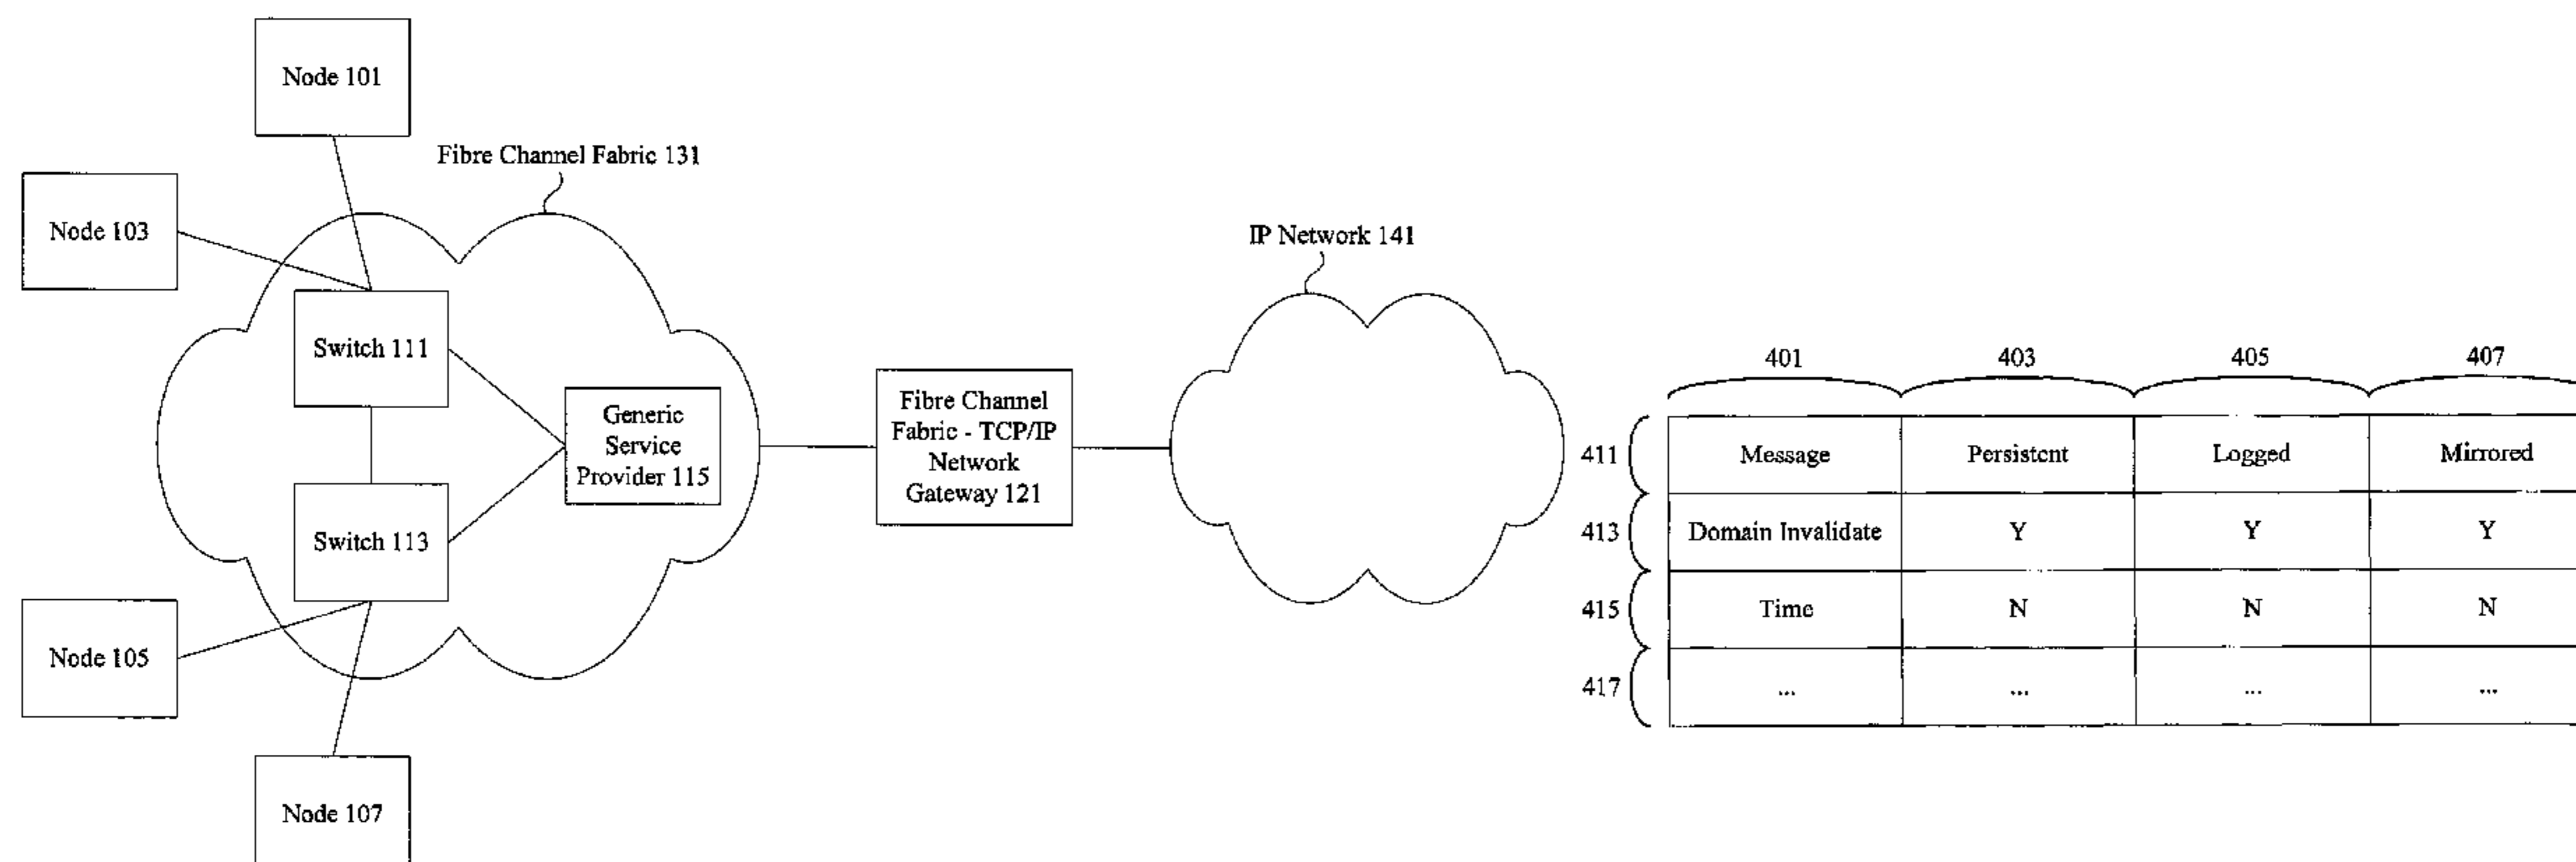 Node 101
Fibre Channel Fabric 131
Node 103
IP Network 141
Switch 111
Generic
Service
Provider 115
Fibre Channel
Fabric - TCP/IP
Network
Gateway 121
Switch 113
Node 105
Node 107
401 403 405 407
411 Message Persistent Logged Mirrored
413 Domain Invalidate Y Y Y
415 Time N N N
417 ... ... ... ...